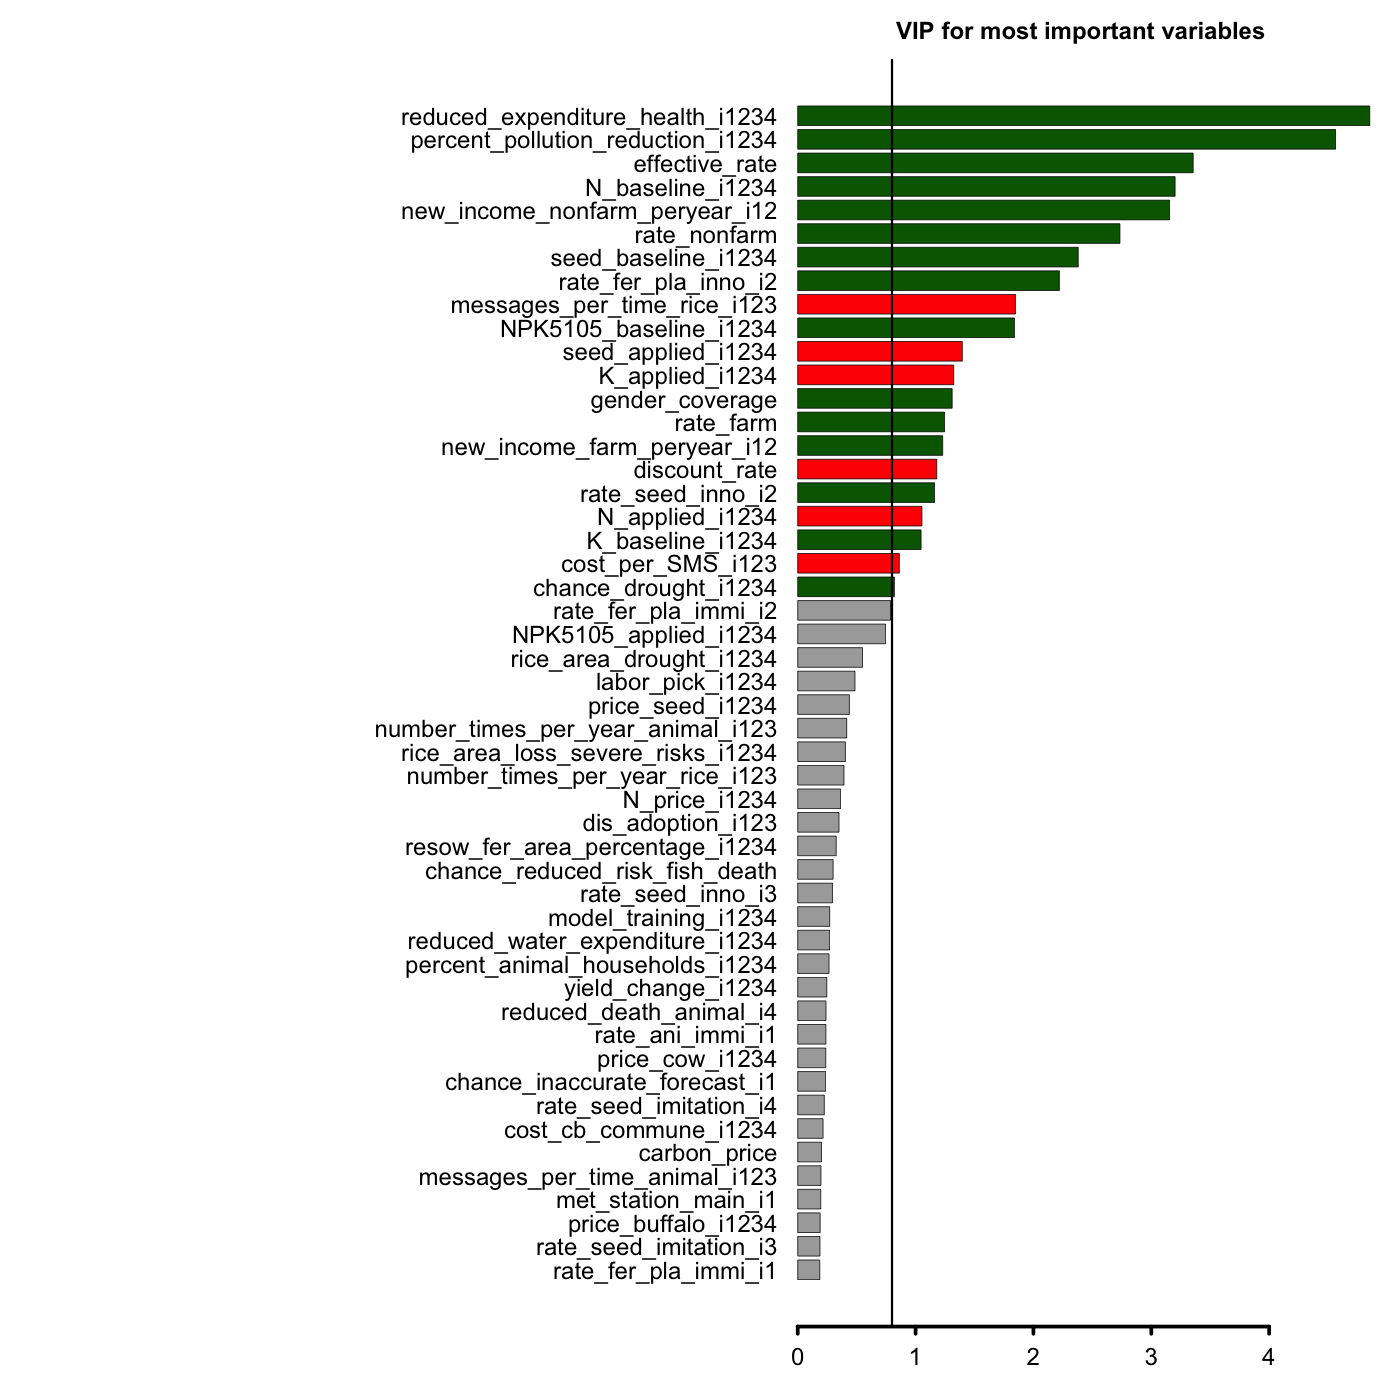 VIP for most important variables
reduced_expenditure_health_i1234
percent_pollution_reduction_i1234
effective_rate
N_baseline_i1234
new_income_nonfarm_peryear_i12
rate_nonfarm
seed_baseline_i1234
rate_fer_pla_inno_i2
messages_per_time_rice_i123
NPK5105_baseline_i1234
seed_applied_i1234
K_applied_i1234
gender_coverage
rate_farm
new_income_farm_peryear_i12
discount_rate
rate_seed_inno_i2
N_applied_i1234
K_baseline_i1234
cost_per_SMS_i123
chance_drought_i1234
rate_fer_pla_immi_i2
NPK5105_applied_i1234
rice_area_drought_i1234
labor_pick_i1234
price_seed_i1234
number_times_per_year_animal_i123
rice_area_loss_severe_risks_i1234
number_times_per_year_rice_i123
N_price_i1234
dis_adoption_i123
resow_fer_area_percentage_i1234
chance_reduced_risk_fish_death
rate_seed_inno_i3
model_training_i1234
reduced_water_expenditure_i1234
percent_animal_households_i1234
yield_change_i1234
reduced_death_animal_i4
rate_ani_immi_i1
price_cow_i1234
chance_inaccurate_forecast_i1
rate_seed_imitation_i4
cost_cb_commune_i1234
carbon_price
messages_per_time_animal_i123
met_station_main_i1
price_buffalo_i1234
rate_seed_imitation_i3
rate_fer_pla_immi_i1
0 1 2 3 4